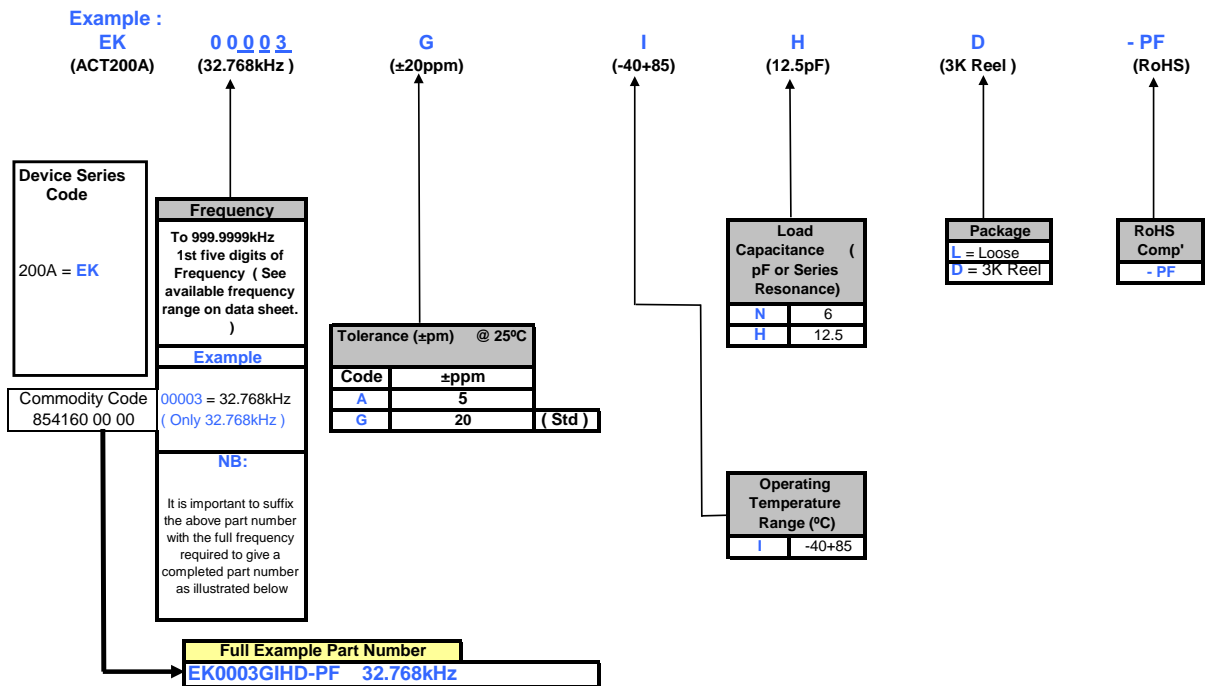 Example :
EK 0 0 0 0 3 G I H D - PF
(ACT200A) (32.768kHz ) (±20ppm) (-40+85) (12.5pF) (3K Reel ) (RoHS)
Device Series
Code
200A = EK
Frequency
To 999.9999kHz
1st five digits of
Frequency ( See
available frequency
range on data sheet.
)
Example
00003 = 32.768kHz
( Only 32.768kHz )
NB:
It is important to suffix
the above part number
with the full frequency
required to give a
completed part number
as illustrated below
Commodity Code
854160 00 00
Tolerance (±pm) @ 25ºC
Code ±ppm
A 5
G 20 ( Std )
Load
Capacitance (
pF or Series
Resonance)
N 6
H 12.5
Operating
Temperature
Range (ºC)
I -40+85
Package
L = Loose
D = 3K Reel
RoHS
Comp'
- PF
Full Example Part Number
EK0003GIHD-PF 32.768kHz